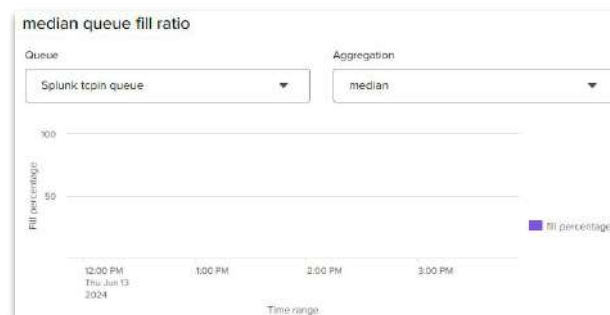 median queue fill ratio
Queue Aggregation
Splunk tcpin queue median
100
Fill percentage
50
fill percentage
12:00 PM 1:00 PM 2:00 PM 3:00 PM
Thu Jun 13
2024
Time range